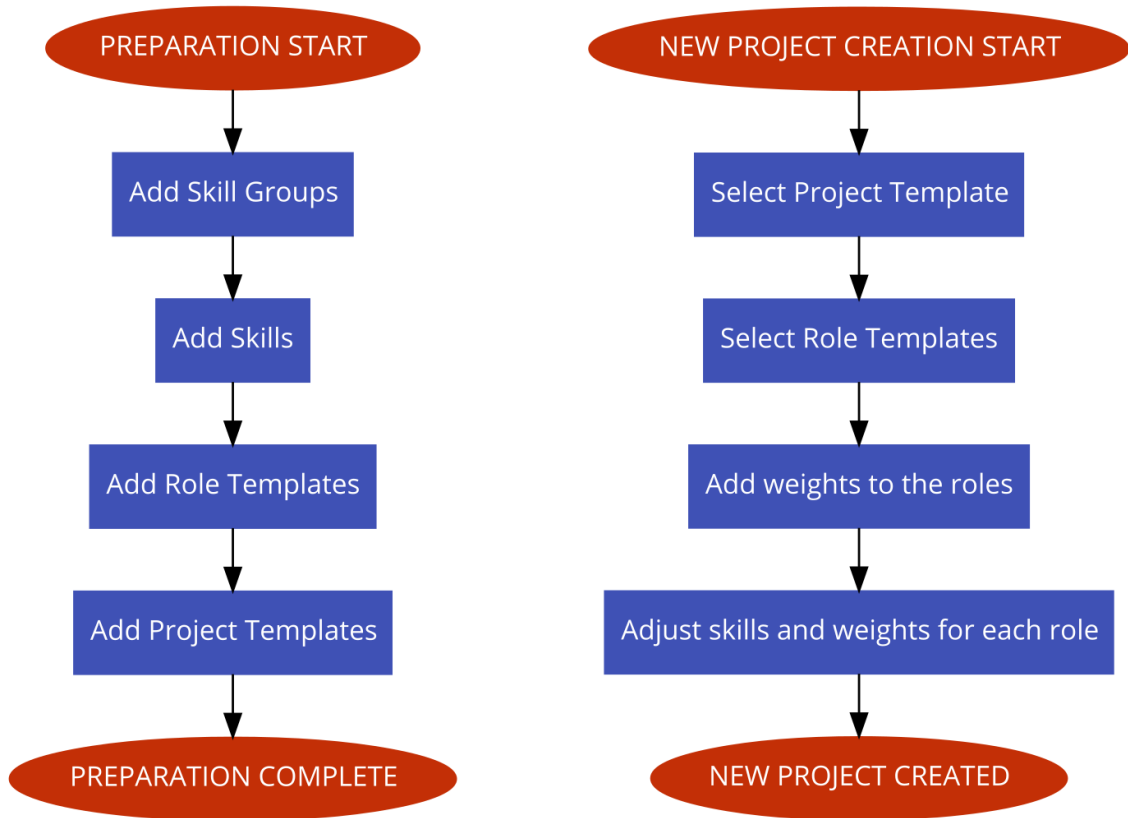 PREPARATION START
Add Skill Groups
Add Skills
Add Role Templates
Add Project Templates
PREPARATION COMPLETE
NEW PROJECT CREATION START
Select Project Template
Select Role Templates
Add weights to the roles
Adjust skills and weights for each role
NEW PROJECT CREATED